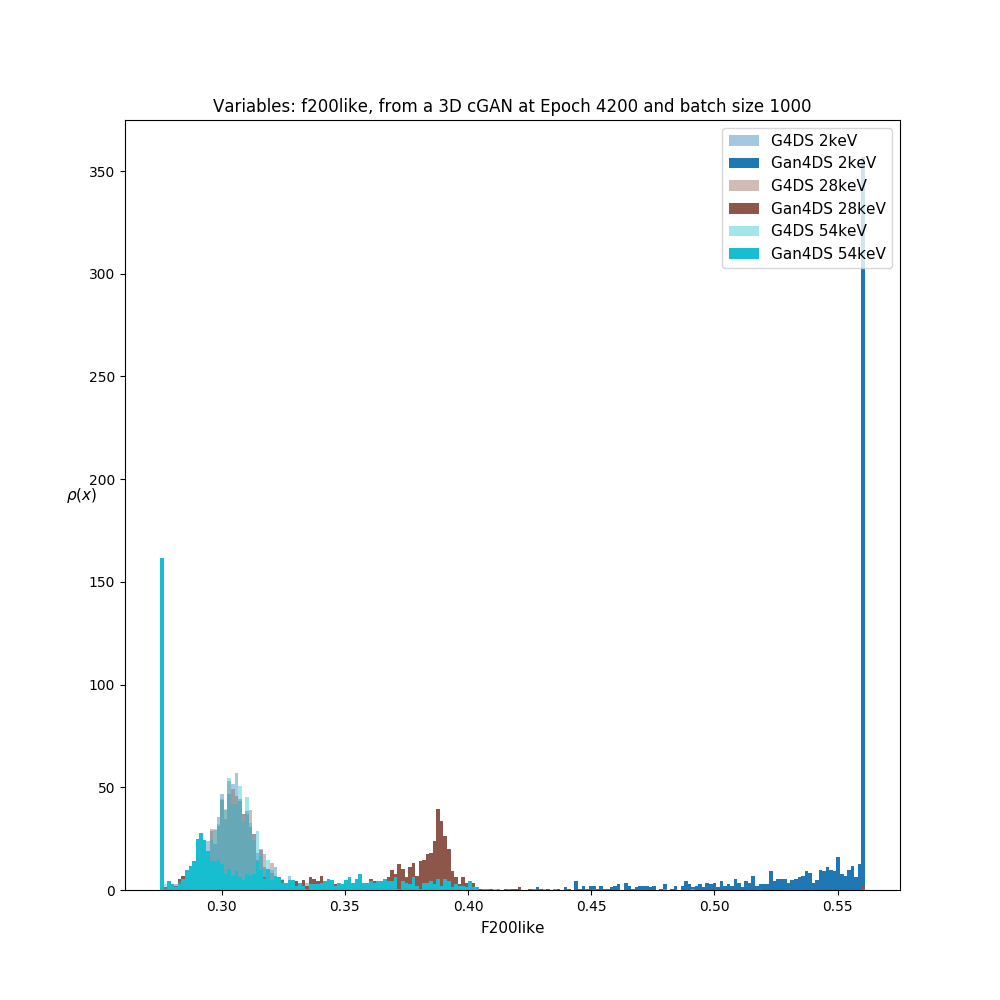 Variables: f200like, from a 3D cGAN at Epoch 4200 and batch size 1000
G4DS 2keV
Gan4DS 2keV
G4DS 28keV
Gan4DS 28keV
G4DS 54keV
Gan4DS 54keV
350
300
250
200
150
100
50
0
ρ(x)
0.30 0.35 0.40 0.45 0.50 0.55
F200like